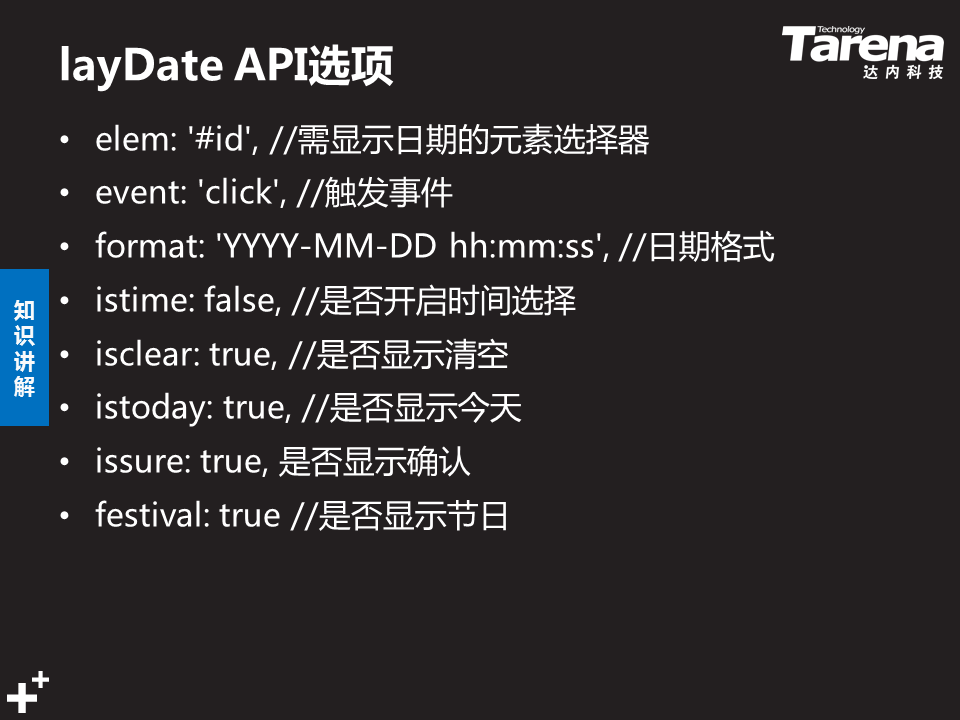 layDate API选项
Technology
Tarena
达内科技
• elem: '#id', //需显示日期的元素选择器
• event: 'click', //触发事件
• format: 'YYYY-MM-DD hh:mm:ss', //日期格式
• istime: false, //是否开启时间选择
• isclear: true, //是否显示清空
• istoday: true, //是否显示今天
• issure: true, 是否显示确认
• festival: true //是否显示节日
知识讲解